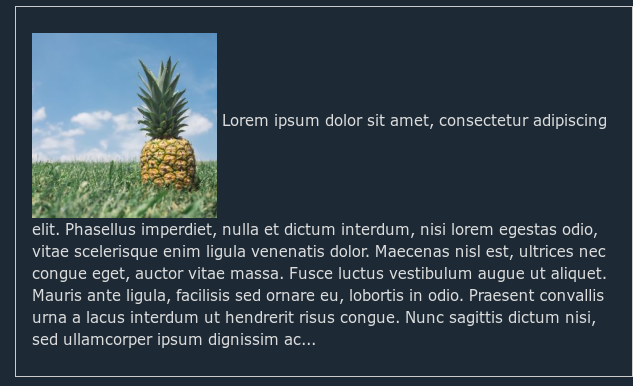 Lorem ipsum dolor sit amet, consectetur adipiscing
elit. Phasellus imperdiet, nulla et dictum interdum, nisi lorem egestas odio,
vitae scelerisque enim ligula venenatis dolor. Maecenas nisl est, ultrices nec
congue eget, auctor vitae massa. Fusce luctus vestibulum augue ut aliquet.
Mauris ante ligula, facilisis sed ornare eu, lobortis in odio. Praesent convallis
urna a lacus interdum ut hendrerit risus congue. Nunc sagittis dictum nisi,
sed ullamcorper ipsum dignissim ac...